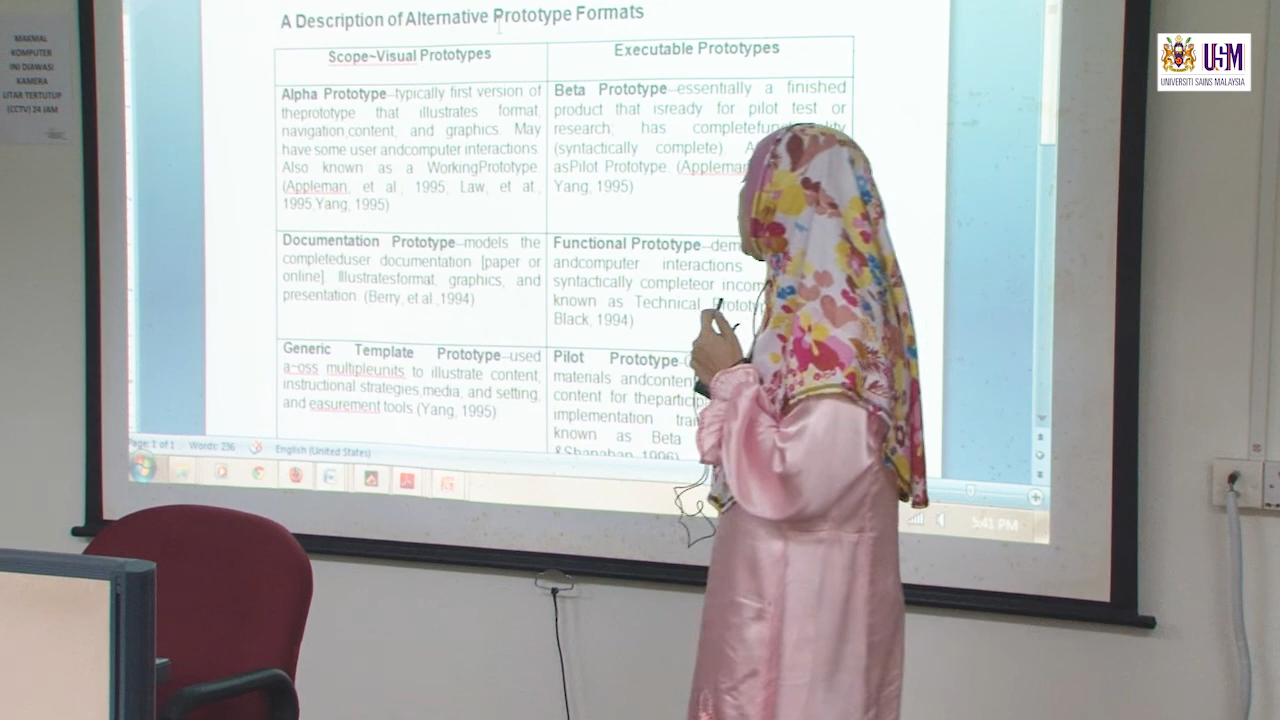 MAKMAL
KOMPUTER
INI DIAWASI
KAMERA
LITAR TERTUTUP
(CCTV) 24 JAM
A Description of Alternative Prototype Formats
Scope~Visual Prototypes
Alpha Prototype–typically first version of
theprototype that illustrates format,
navigation,content, and graphics. May
have some user andcomputer interactions.
Also known as a WorkingPrototype.
(Appleman, et al., 1995, Law, et at.,
1995,Yang, 1995)
Documentation Prototype–models the
completeduser documentation [paper or
online]. Illustratesformat, graphics, and
presentation. (Berry, et al.,1994)
Generic Template Prototype–used
a~oss multipleunits to illustrate content,
instructional strategies,media, and setting,
and easurement tools (Yang, 1995)
Executable Prototypes
Beta Prototype–essentially a finished
product that isready for pilot test or
research; has
(syntactically complete).
asPilot Prototype. (Appleman
Yang, 1995)
Functional Prototype–
andcomputer interactions
syntactically completeor
known as Technical
Black, 1994)
Pilot Prototype–
materials
content for
implementation
known as Beta
&Shanahan, 1996)
Page: 1 of 1 Words: 236 English (United States)
5:41 PM
USM
UNIVERSITI SAINS MALAYSIA